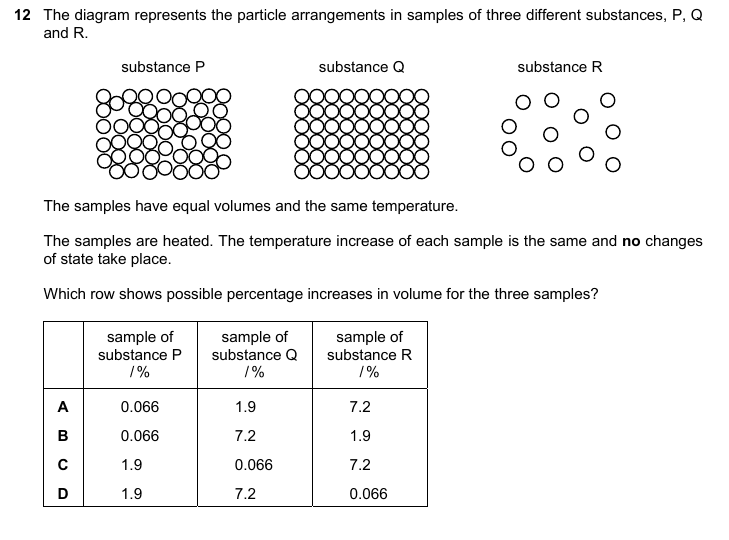 12 The diagram represents the particle arrangements in samples of three different substances, P, Q
and R.
substance P substance Q substance R
The samples have equal volumes and the same temperature.
The samples are heated. The temperature increase of each sample is the same and no changes
of state take place.
Which row shows possible percentage increases in volume for the three samples?
sample of sample of sample of
substance P substance Q substance R
/ % / % / %
A 0.066 1.9 7.2
B 0.066 7.2 1.9
C 1.9 0.066 7.2
D 1.9 7.2 0.066